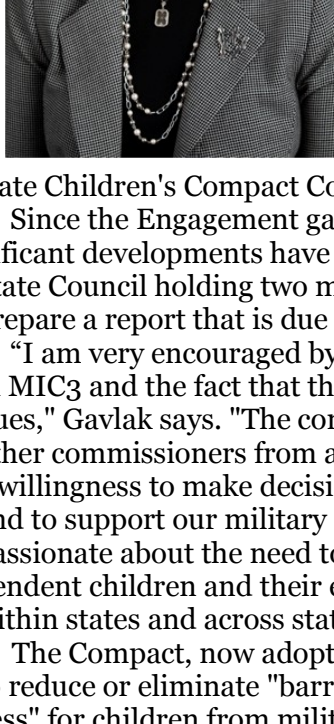 ate Children's Compact Co
Since the Engagement ga
ficant developments have
tate Council holding two m
repare a report that is due
“I am very encouraged by
MIC3 and the fact that th
ues," Gavlak says. "The con
ther commissioners from a
willingness to make decisi
nd to support our military
assionate about the need to
endent children and their e
ithin states and across stat
The Compact, now adopt
reduce or eliminate "barr
ess" for children from milit